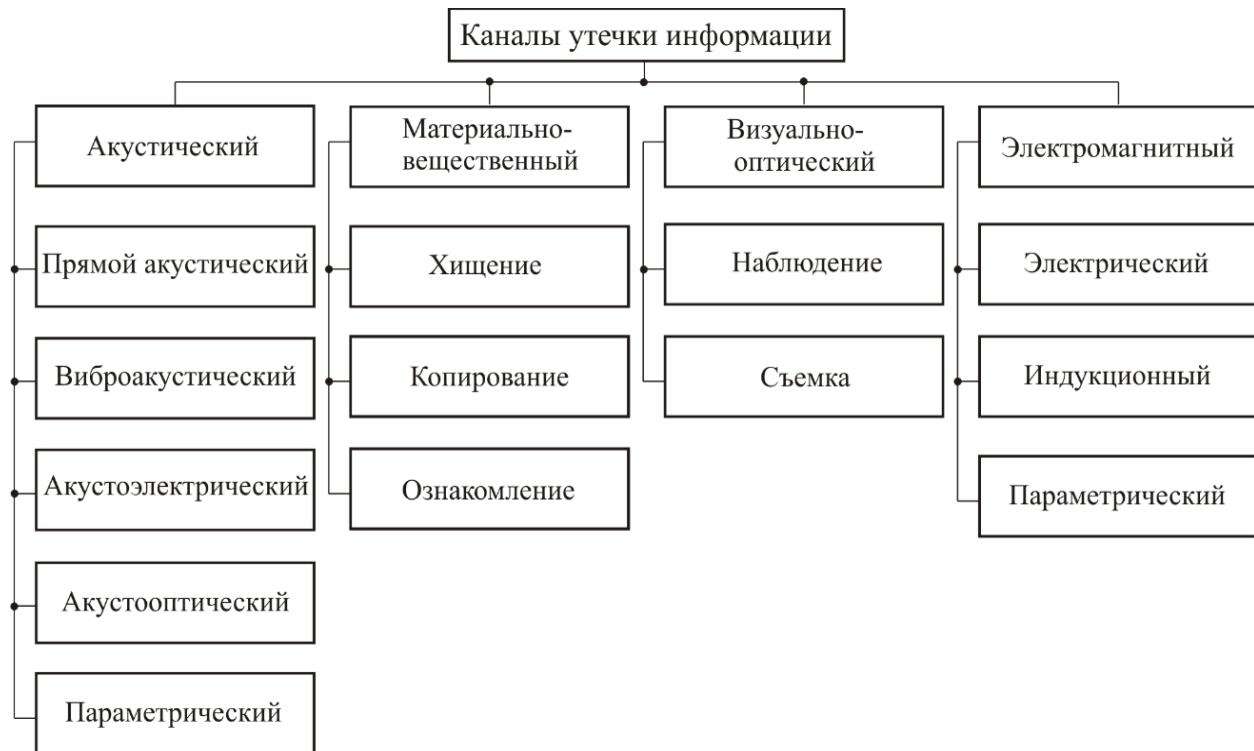 Каналы утечки информации
Акустический
Прямой акустический
Виброакустический
Акустоэлектрический
Акустооптический
Параметрический
Материально-
вещественный
Хищение
Копирование
Ознакомление
Визуально-
оптический
Наблюдение
Съемка
Электромагнитный
Электрический
Индукционный
Параметрический